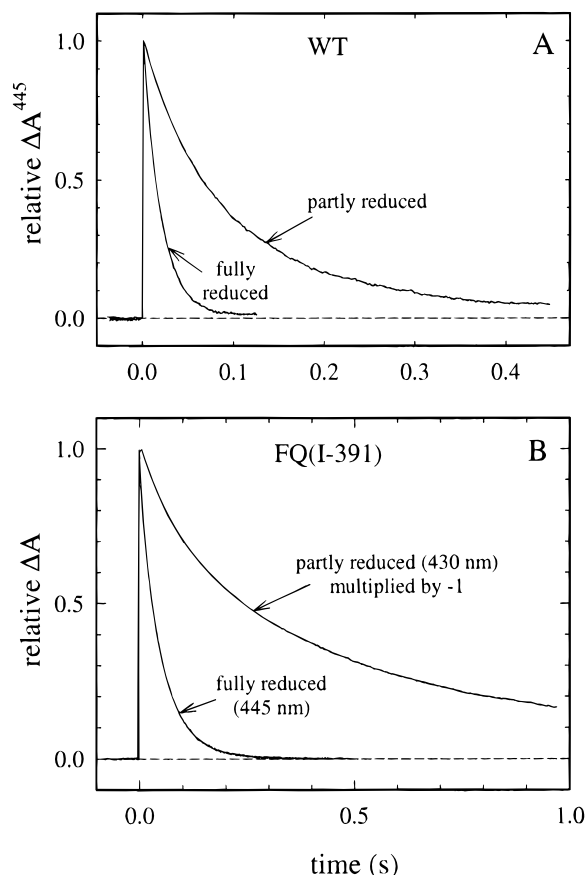 WT
A
1.0
0.5
0.0
relative ΔA⁴⁴⁵
partly reduced
fully
reduced
0.0 0.1 0.2 0.3 0.4
FQ(I-391)
B
1.0
0.5
0.0
relative ΔA
partly reduced (430 nm)
multiplied by -1
fully reduced
(445 nm)
0.0 0.5 1.0
time (s)